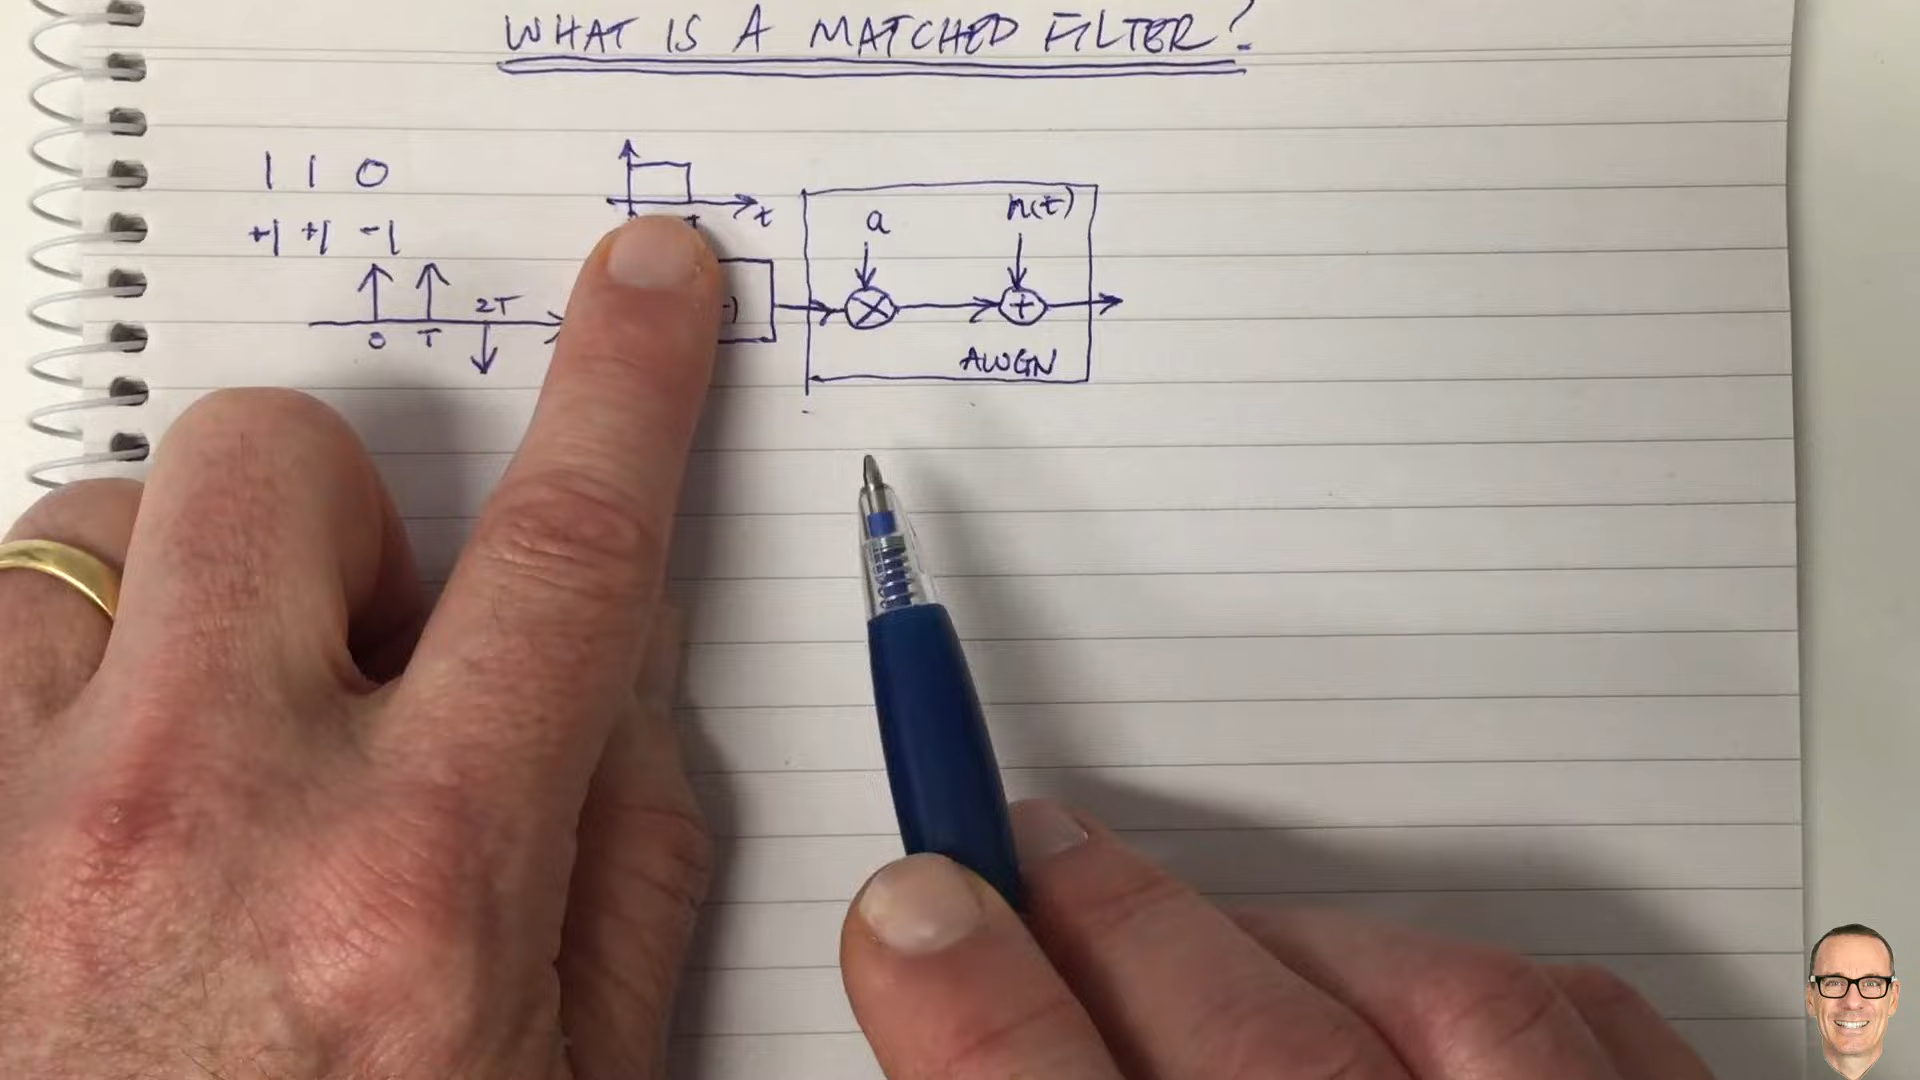 WHAT IS A MATCHED FILTER?
1 1 0
+1 +1 -1
t
a
n(t)
2T
)
0
T
+
AWGN